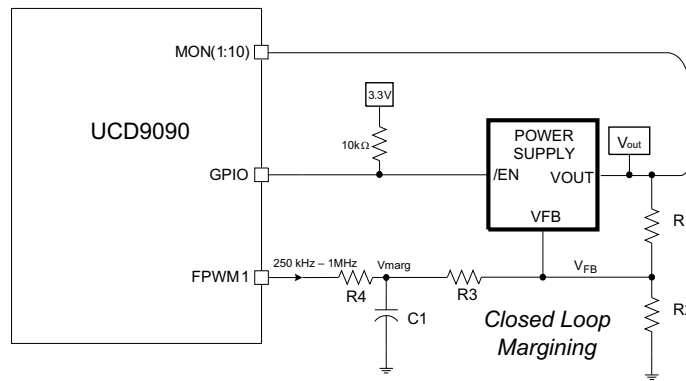 MON(1:10)
3.3V
UCD9090
10kΩ
POWER
SUPPLY
Vout
GPIO
/EN
VOUT
VFB
R
250 kHz – 1MHz
Vmarg
VFB
FPWM1
R4
R3
C1
Closed Loop
Margining